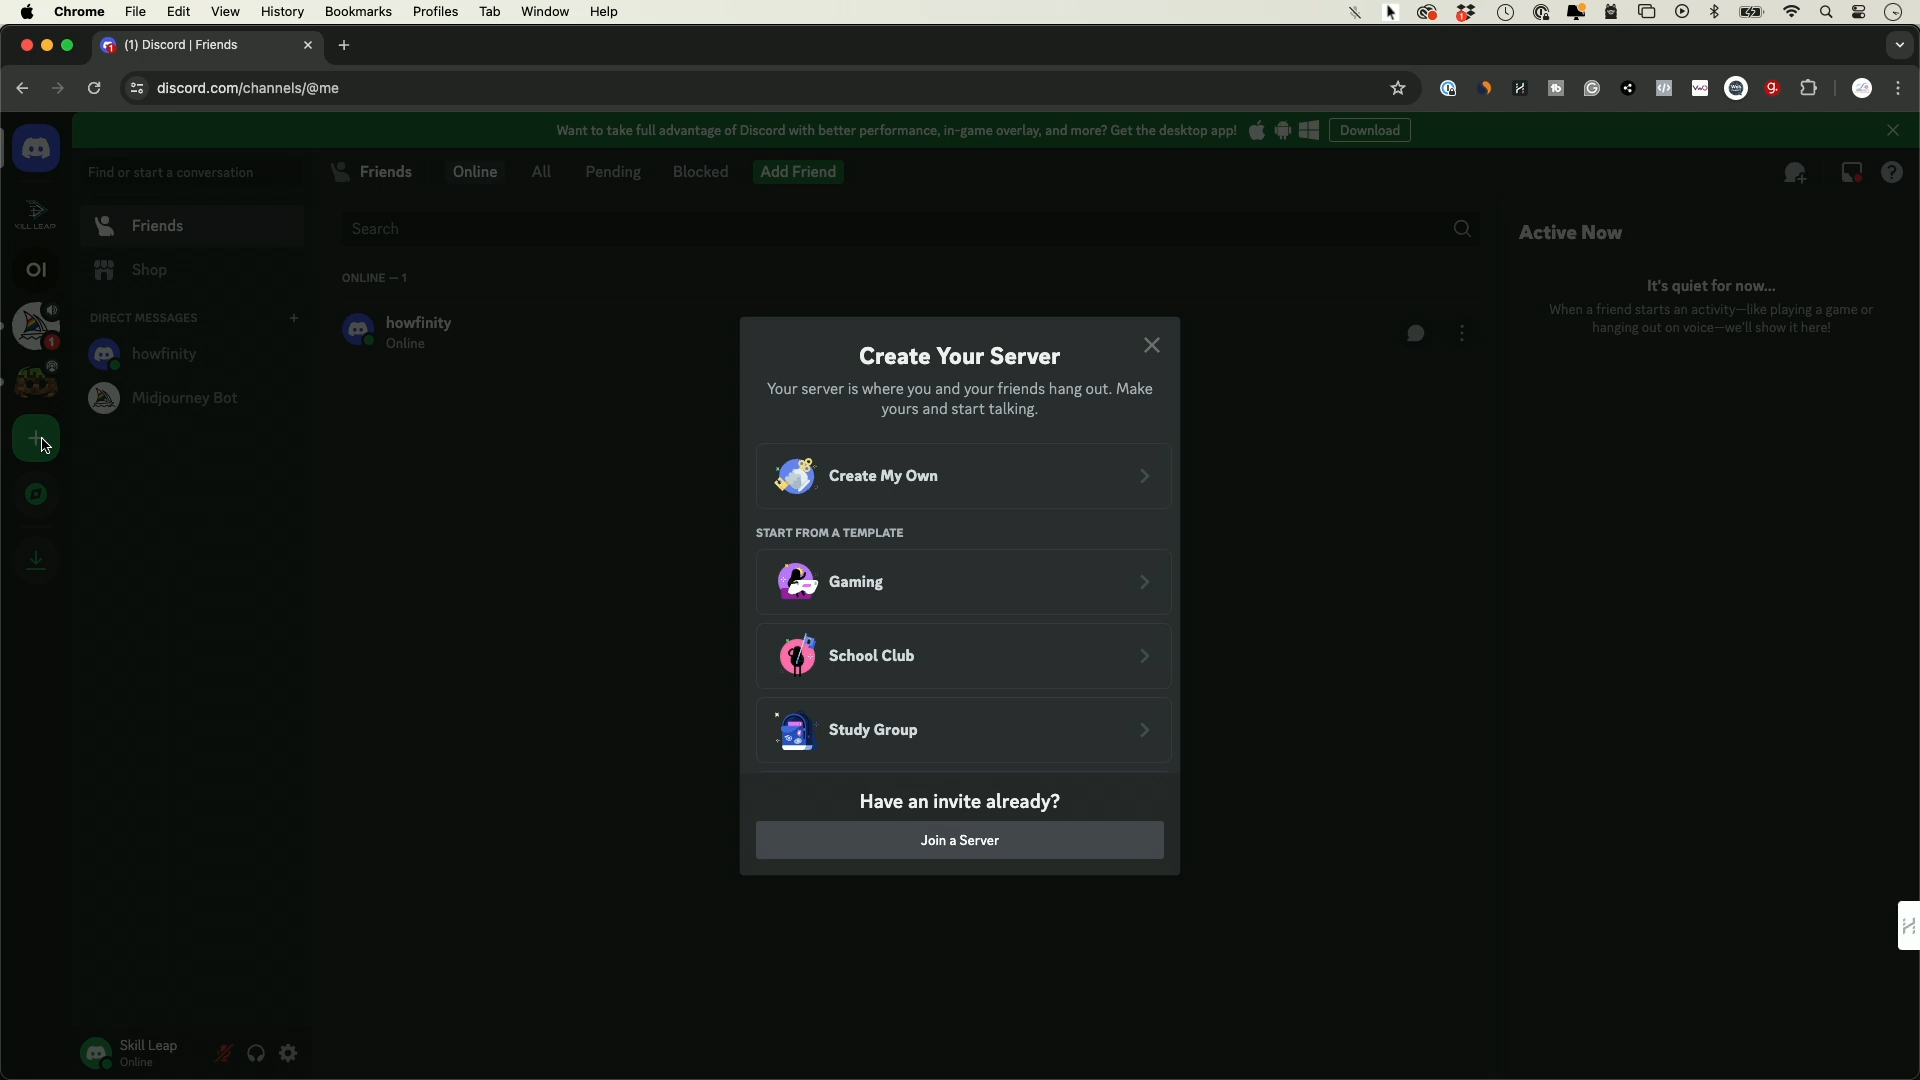 Chrome File Edit View History Bookmarks Profiles Tab Window Help
(1) Discord | Friends
discord.com/channels/@me
Want to take full advantage of Discord with better performance, in-game overlay, and more? Get the desktop app! Download
Find or start a conversation
Friends Online All Pending Blocked Add Friend
Friends
Shop
DIRECT MESSAGES +
howfinity
Midjourney Bot
OI
1
Search
ONLINE — 1
howfinity
Online
Active Now
It's quiet for now...
When a friend starts an activity—like playing a game or
hanging out on voice—we'll show it here!
Create Your Server
Your server is where you and your friends hang out. Make
yours and start talking.
Create My Own
START FROM A TEMPLATE
Gaming
School Club
Study Group
Have an invite already?
Join a Server
Skill Leap
Online